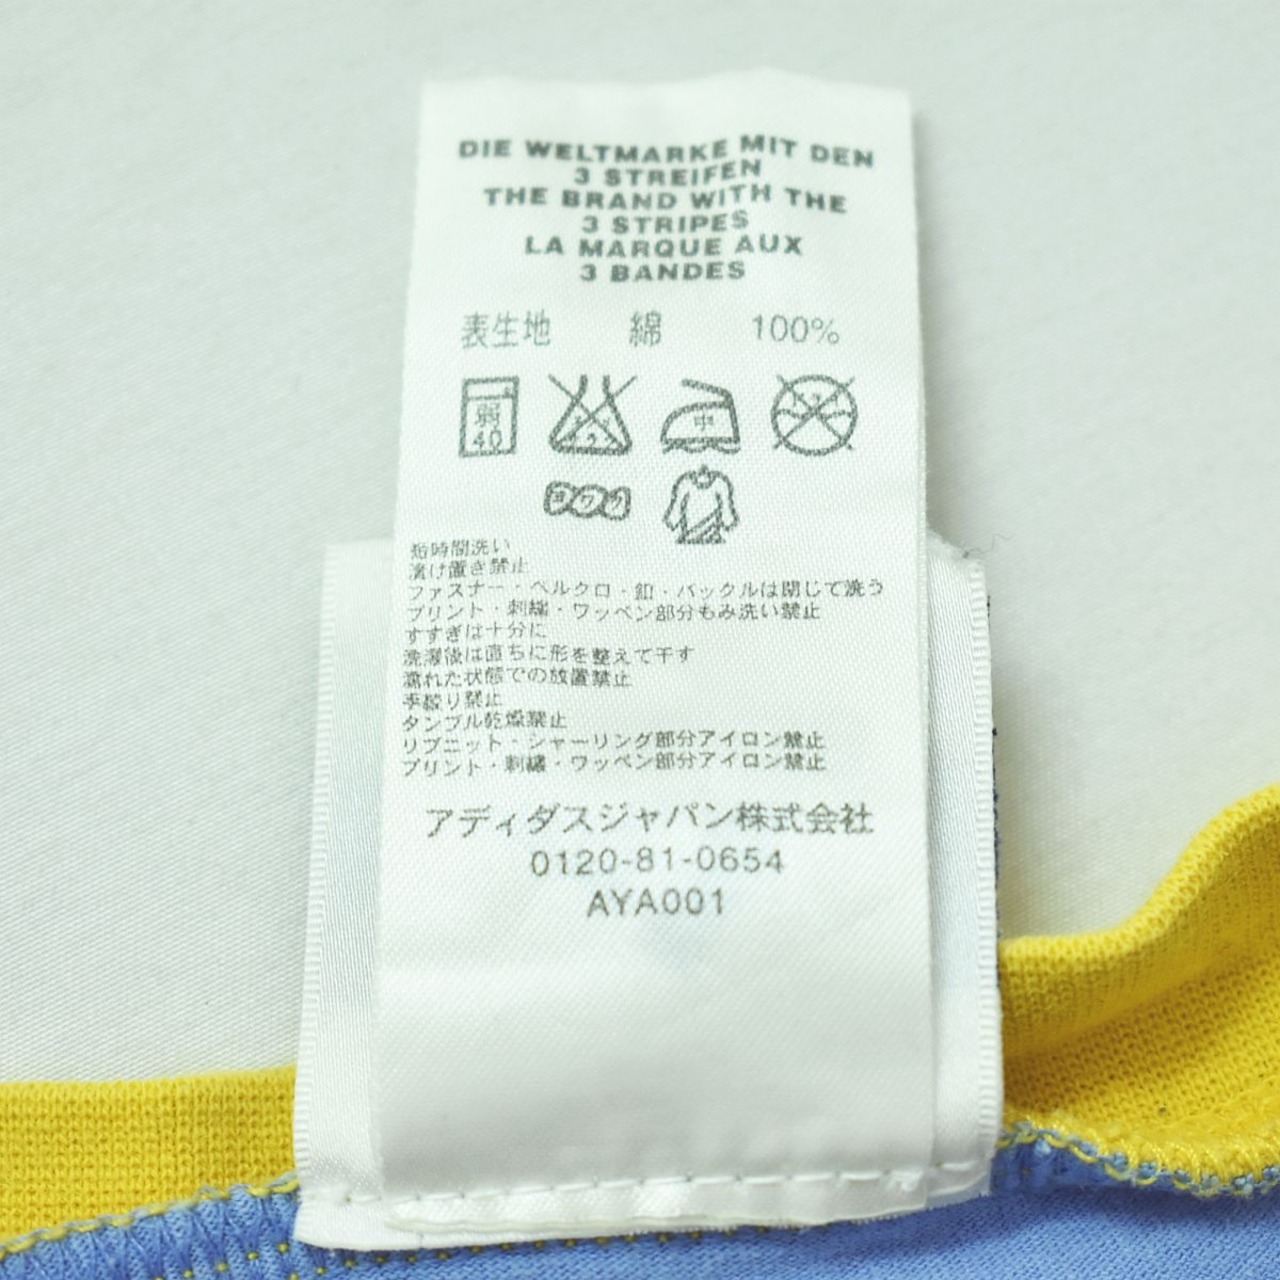 DIE WELTMARKE MIT DEN
3 STREIFEN
THE BRAND WITH THE
3 STRIPES
LA MARQUE AUX
3 BANDES
表生地 綿 100%
弱 中
40
ヨワク
短時間洗い
漬け置き禁止
ファスナー・ベルクロ・釦・バックルは閉じて洗う
プリント・刺繍・ワッペン部分もみ洗い禁止
すすぎは十分に
洗濯後は直ちに形を整えて干す
濡れた状態での放置禁止
手絞り禁止
タンブル乾燥禁止
リブニット・シャーリング部分アイロン禁止
プリント・刺繍・ワッペン部分アイロン禁止
アディダスジャパン株式会社
0120-81-0654
AYA001